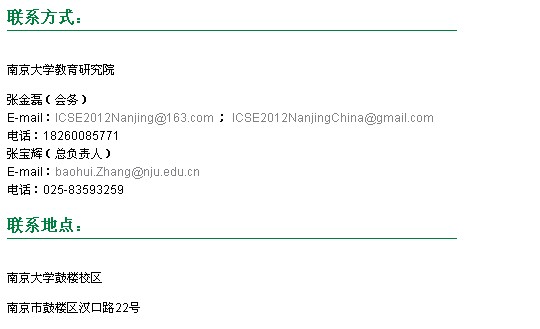 联系方式：
南京大学教育研究院
张金磊（会务）
E-mail：ICSE2012Nanjing@163.com ； ICSE2012NanjingChina@gmail.com
电话：18260085771
张宝辉（总负责人）
E-mail：baohui.Zhang@nju.edu.cn
电话：025-83593259
联系地点：
南京大学鼓楼校区
南京市鼓楼区汉口路22号